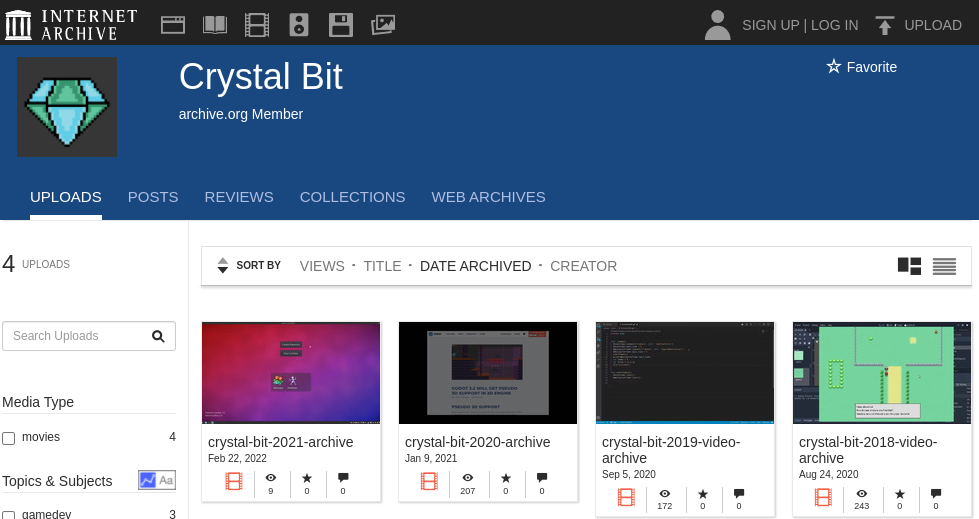 INTERNET
ARCHIVE
SIGN UP | LOG IN
UPLOAD
Crystal Bit
archive.org Member
Favorite
UPLOADS
POSTS
REVIEWS
COLLECTIONS
WEB ARCHIVES
4 UPLOADS
SORT BY
VIEWS · TITLE · DATE ARCHIVED · CREATOR
Search Uploads
Media Type
movies 4
Topics & Subjects
Aa
gamedev 3
crystal-bit-2021-archive
Feb 22, 2022
9 0 0
crystal-bit-2020-archive
Jan 9, 2021
207 0 0
crystal-bit-2019-video-
archive
Sep 5, 2020
172 0 0
crystal-bit-2018-video-
archive
Aug 24, 2020
243 0 0